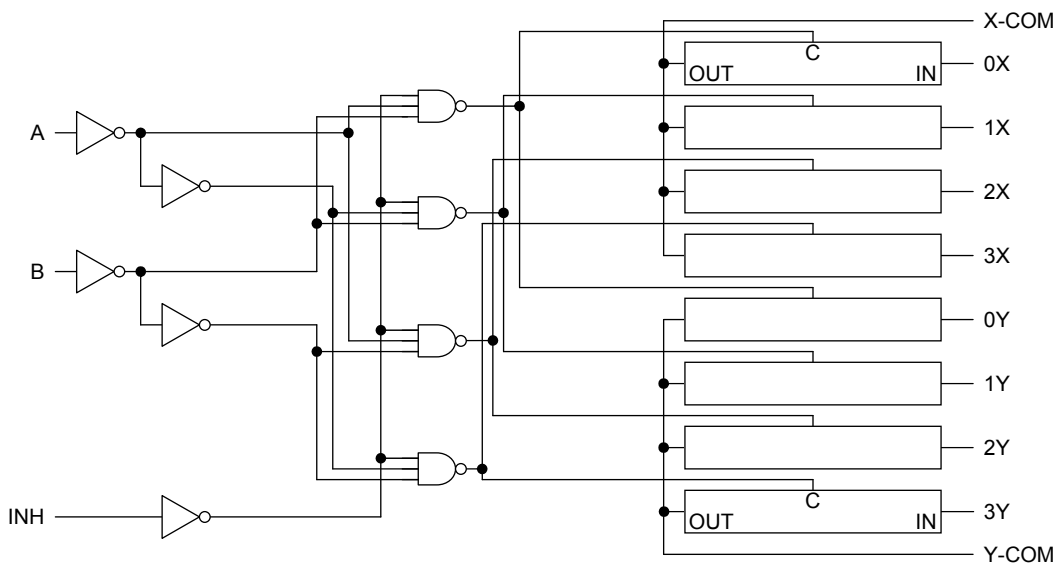 X-COM
C
OUT IN 0X
A
1X
2X
B
3X
0Y
1Y
2Y
INH
C
OUT IN 3Y
Y-COM